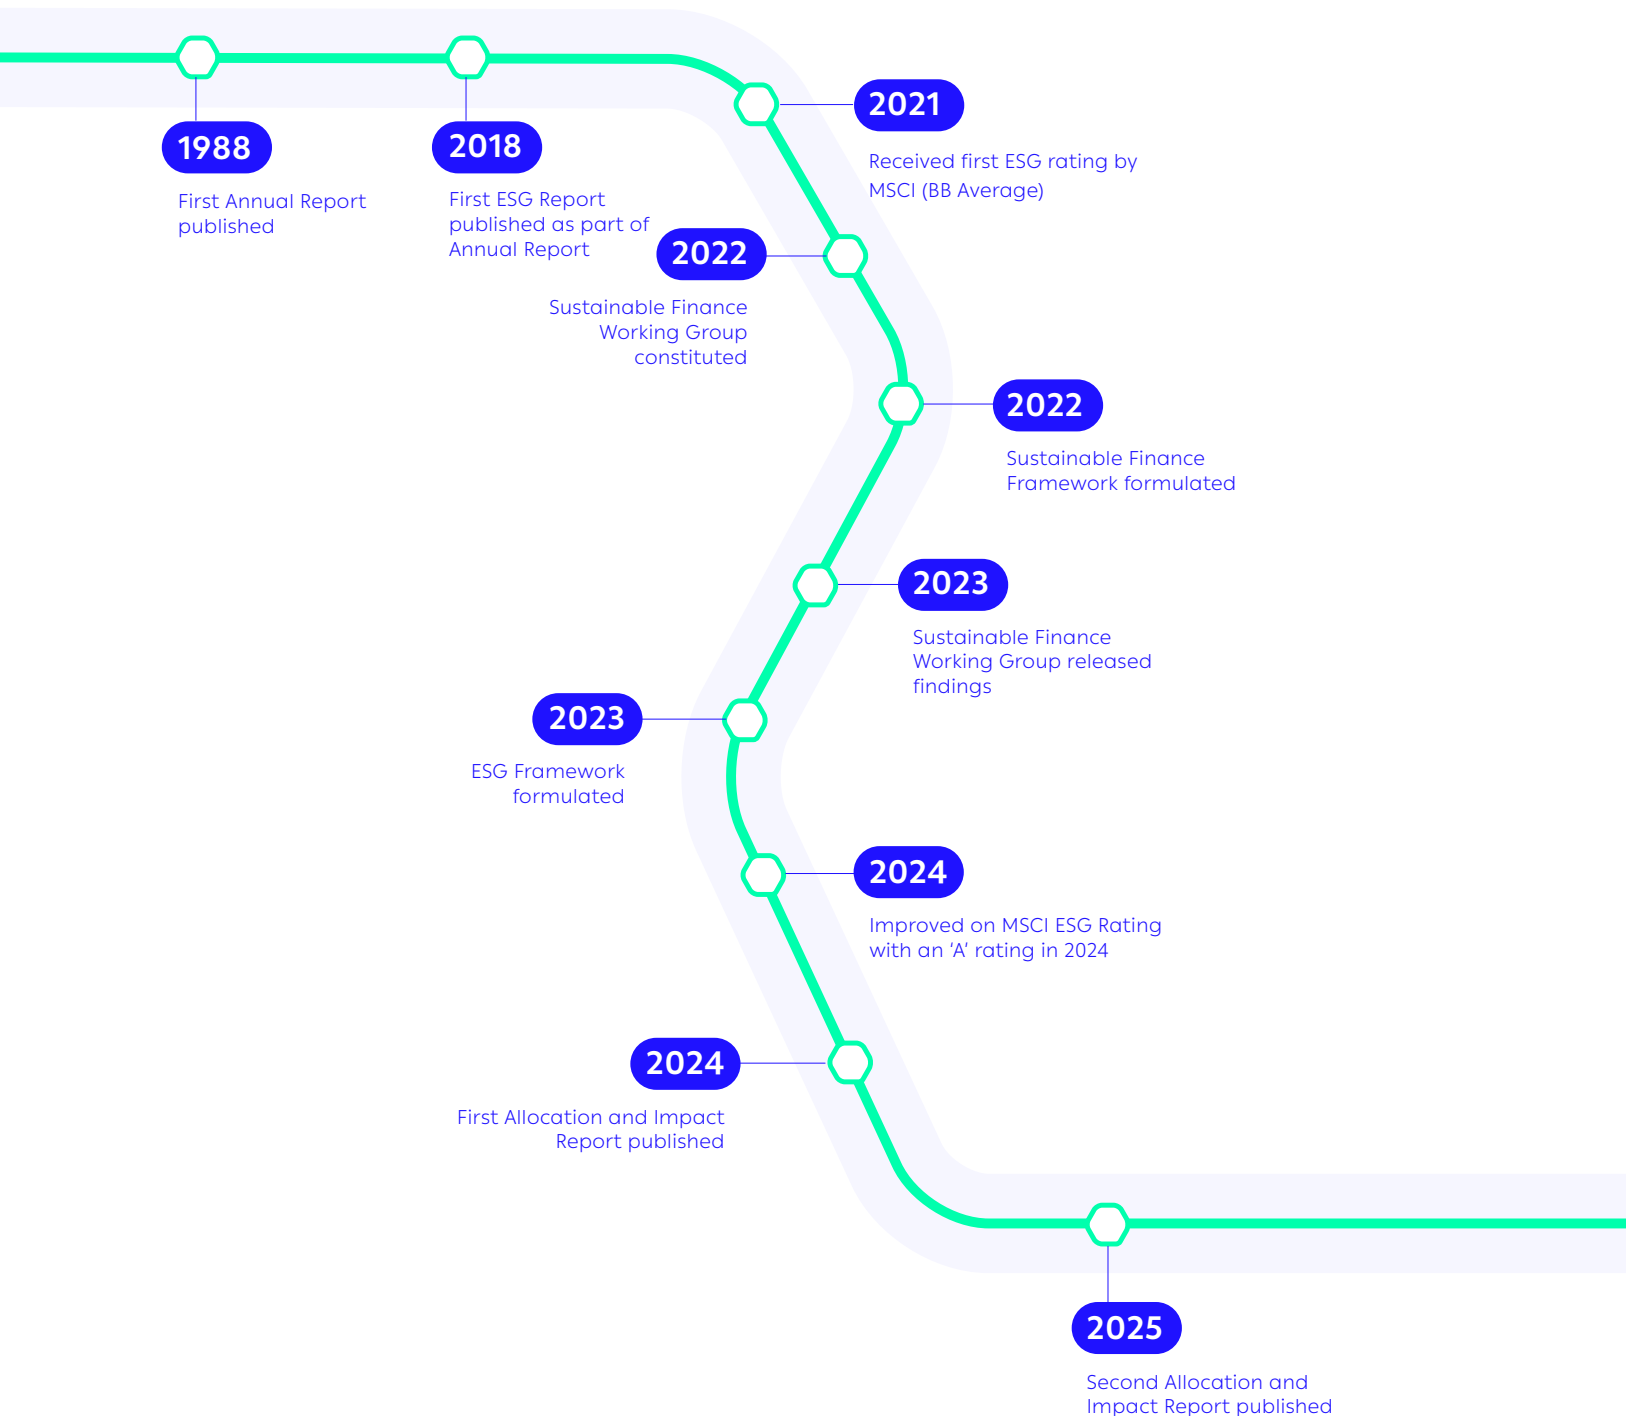 1988
First Annual Report
published
2018
First ESG Report
published as part of
Annual Report
2021
Received first ESG rating by
MSCI (BB Average)
2022
Sustainable Finance
Working Group
constituted
2022
Sustainable Finance
Framework formulated
2023
Sustainable Finance
Working Group released
findings
2023
ESG Framework
formulated
2024
Improved on MSCI ESG Rating
with an ‘A’ rating in 2024
2024
First Allocation and Impact
Report published
2025
Second Allocation and
Impact Report published